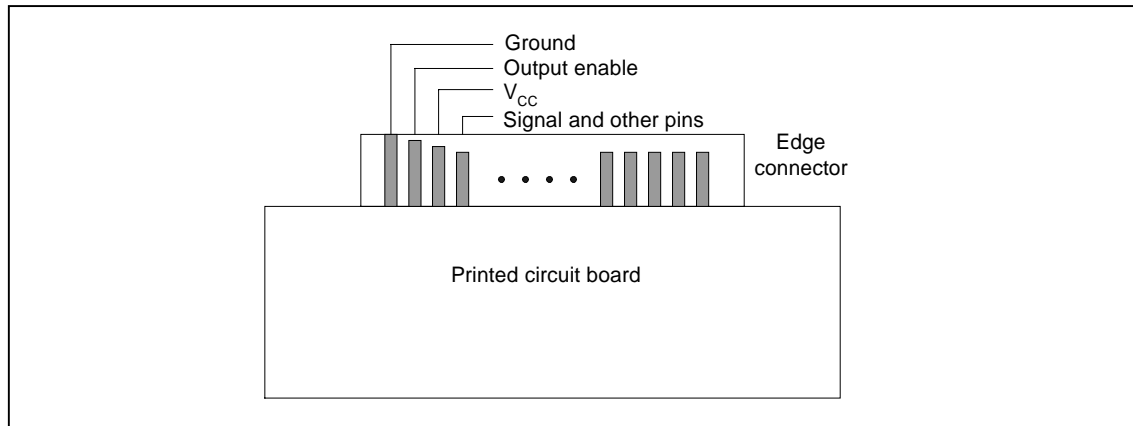 Ground
Output enable
VCC
Signal and other pins
Edge
connector
Printed circuit board